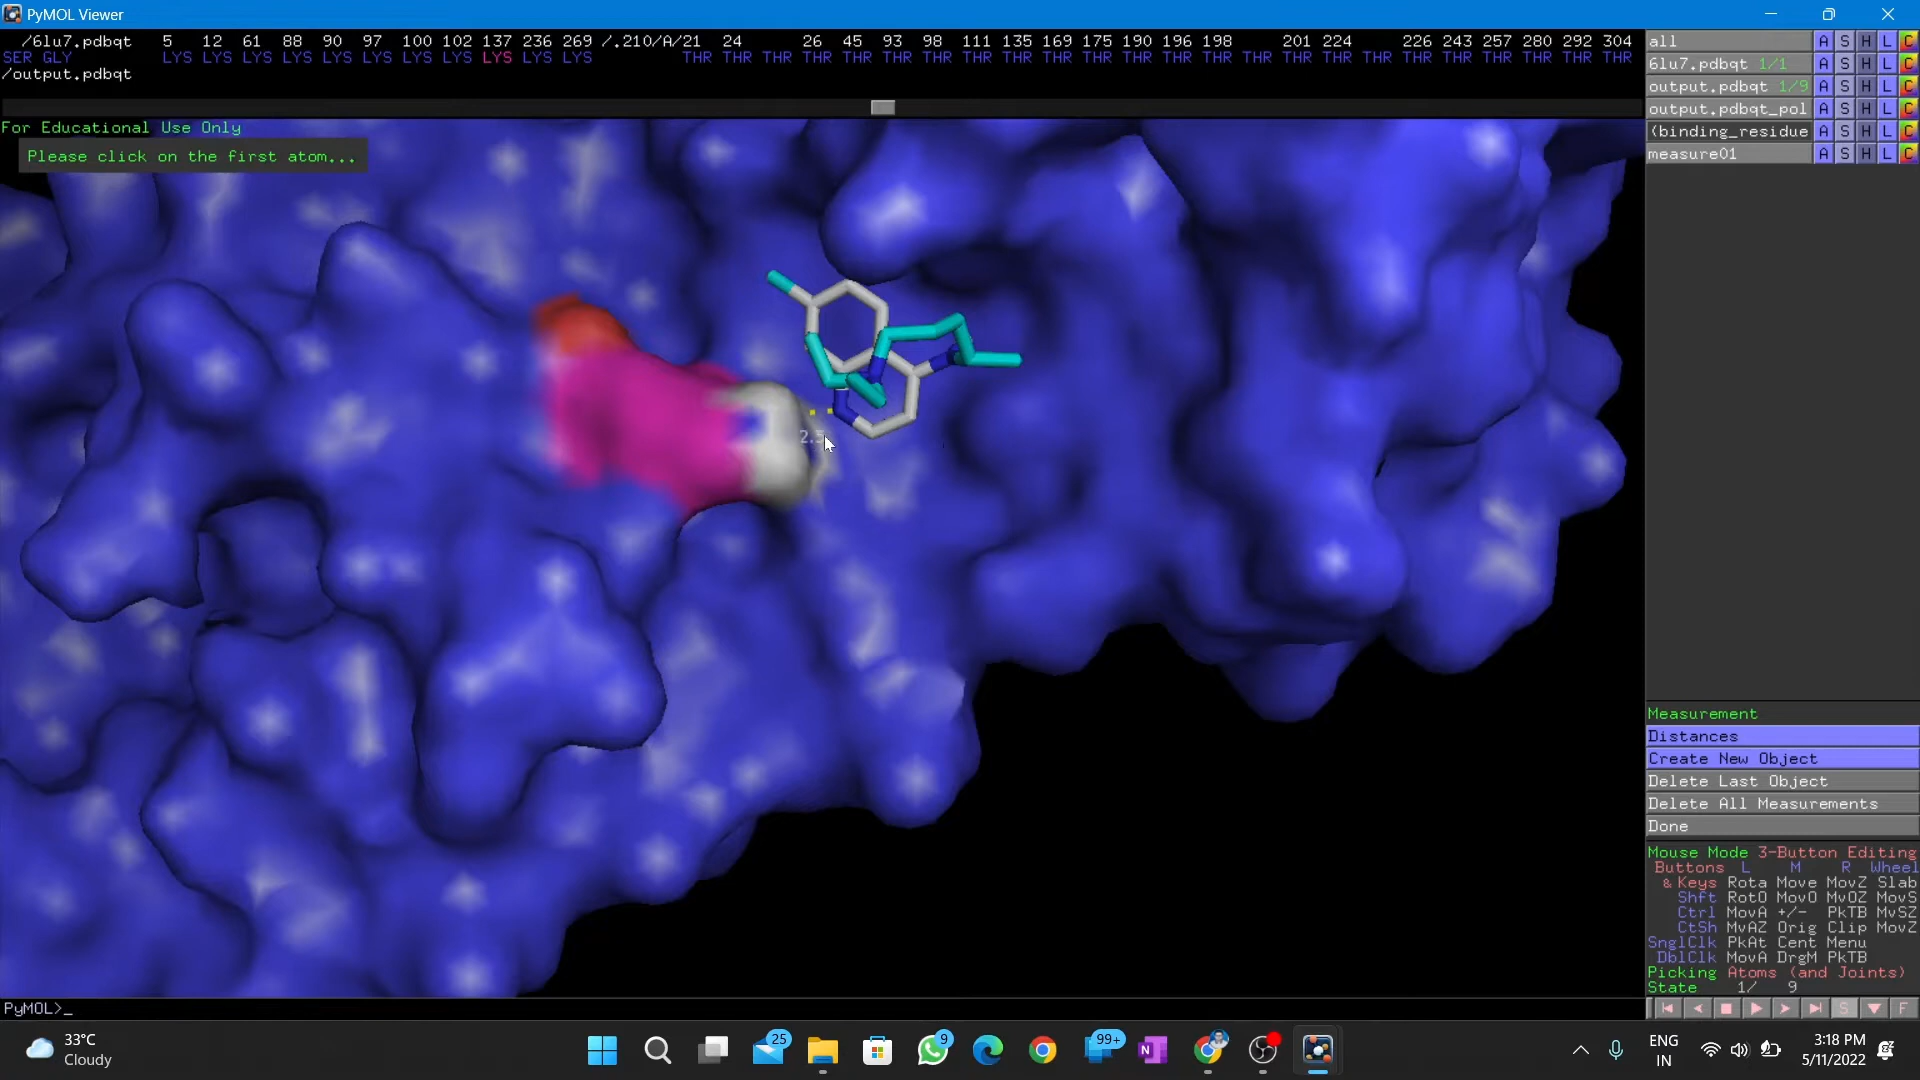 PyMOL Viewer
/6lu7.pdbqt 5 12 61 88 90 97 100 102 137 236 269 /.210/A/21 24 26 45 93 98 111 135 169 175 190 196 198 201 224 226 243 257 280 292 304
SER GLY LYS LYS LYS LYS LYS LYS LYS LYS LYS LYS LYS THR THR THR THR THR THR THR THR THR THR THR THR THR THR THR THR THR THR THR THR THR THR THR THR
/output.pdbqt
For Educational Use Only
Please click on the first atom...
2.
all A S H L C
6lu7.pdbqt 1/1 A S H L C
output.pdbqt 1/9 A S H L C
output.pdbqt_pol A S H L C
(binding_residue A S H L C
measure01 A S H L C
Measurement
Distances
Create New Object
Delete Last Object
Delete All Measurements
Done
Mouse Mode 3-Button Editing
Buttons L M R Wheel
& Keys Rota Move MovZ Slab
Shft RotO MovO MvOZ MovS
Ctrl MovA +/- PkTB MvSZ
CtSh MvAZ Orig Clip MovZ
SnglClk PkAt Cent Menu
DblClk MovA DrgM PkTB
Picking Atoms (and Joints)
State 1/ 9
S F
PyMOL>_
33°C
Cloudy
25
9
99+
N
ENG
IN
3:18 PM
5/11/2022